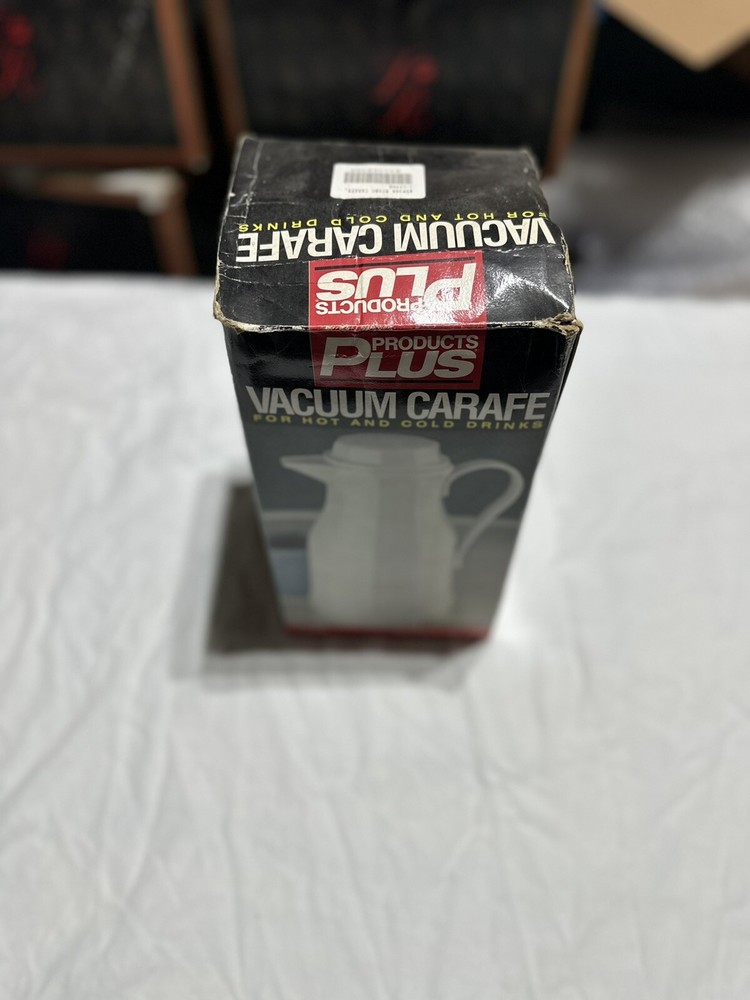 VACUUM CARAFE
FOR HOT AND COLD DRINKS
PRODUCTS
PLUS
PRODUCTS
PLUS
VACUUM CARAFE
FOR HOT AND COLD DRINKS